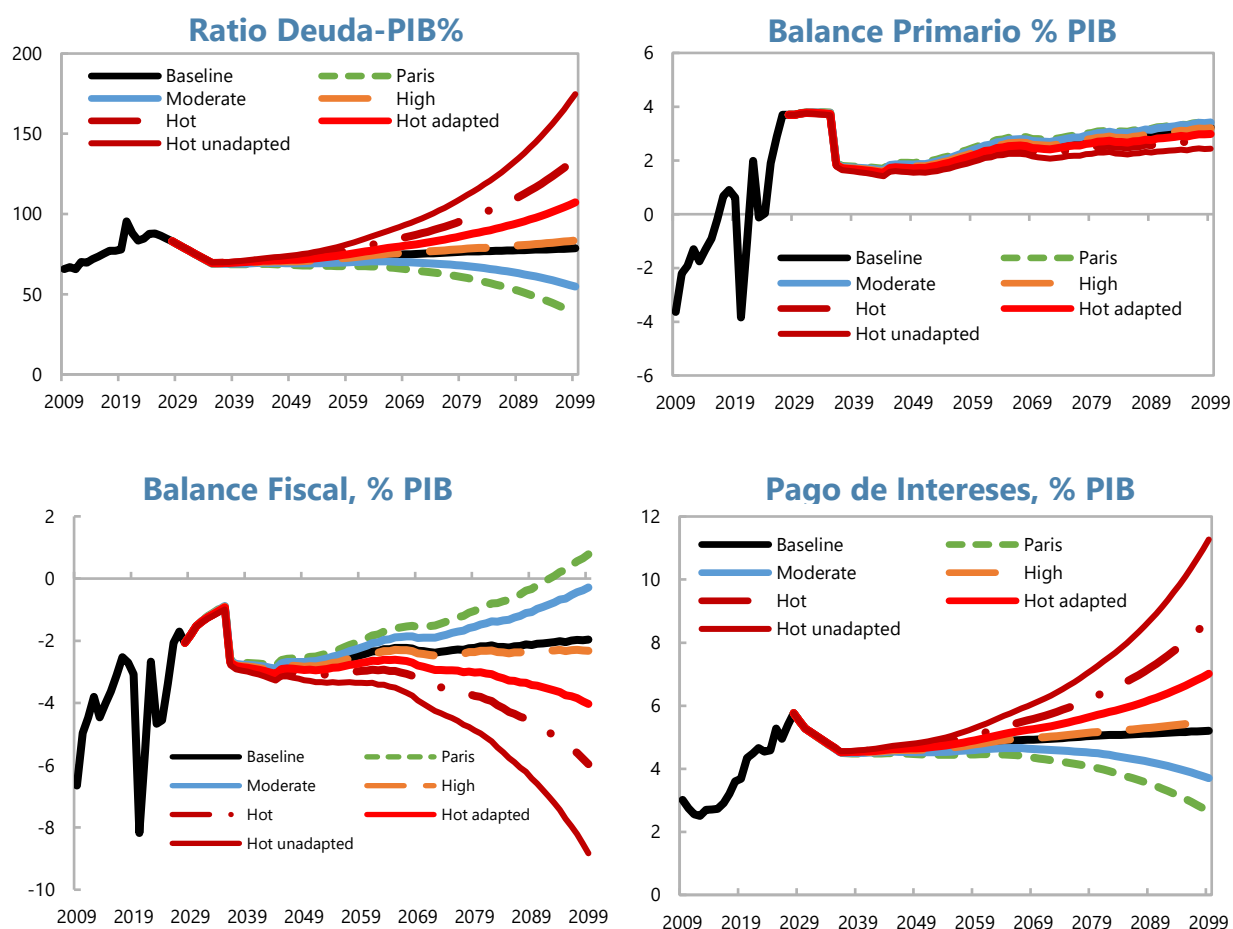 Ratio Deuda-PIB%
200
150
100
50
0
Baseline
Paris
Moderate
High
Hot
Hot adapted
Hot unadapted
2009 2019 2029 2039 2049 2059 2069 2079 2089 2099
Balance Primario % PIB
6
4
2
0
-2
-4
-6
Baseline
Paris
Moderate
High
Hot
Hot adapted
Hot unadapted
2009 2019 2029 2039 2049 2059 2069 2079 2089 2099
Balance Fiscal, % PIB
2
0
-2
-4
-6
-8
-10
Baseline
Paris
Moderate
High
Hot
Hot adapted
Hot unadapted
2009 2019 2029 2039 2049 2059 2069 2079 2089 2099
Pago de Intereses, % PIB
12
10
8
6
4
2
0
Baseline
Paris
Moderate
High
Hot
Hot adapted
Hot unadapted
2009 2019 2029 2039 2049 2059 2069 2079 2089 2099